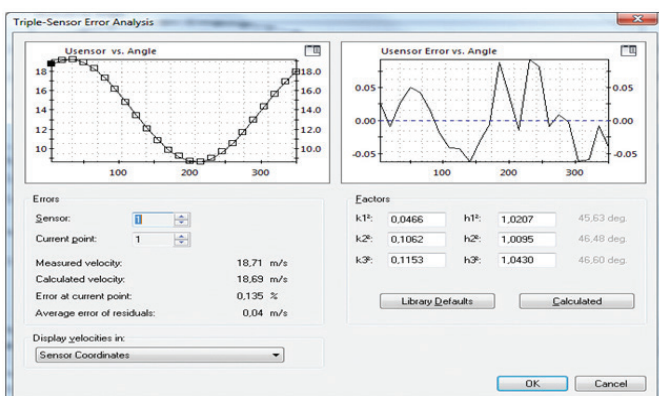 Triple-Sensor Error Analysis
Usensor vs. Angle
18
16
14
12
10
18.0
16.0
14.0
12.0
10.0
100
200
300
Usensor Error vs. Angle
0.05
0.00
-0.05
0.05
0.00
-0.05
100
200
300
Errors
Sensor: 1
Current point: 1
Measured velocity: 18,71 m/s
Calculated velocity: 18,69 m/s
Error at current point: 0,135 %
Average error of residuals: 0,04 m/s
Display velocities in:
Sensor Coordinates
Factors
k1²: 0,0466 h1²: 1,0207 45,63 deg.
k2²: 0,1062 h2²: 1,0095 46,48 deg.
k3²: 0,1153 h3²: 1,0430 46,60 deg.
Library Defaults Calculated
OK Cancel